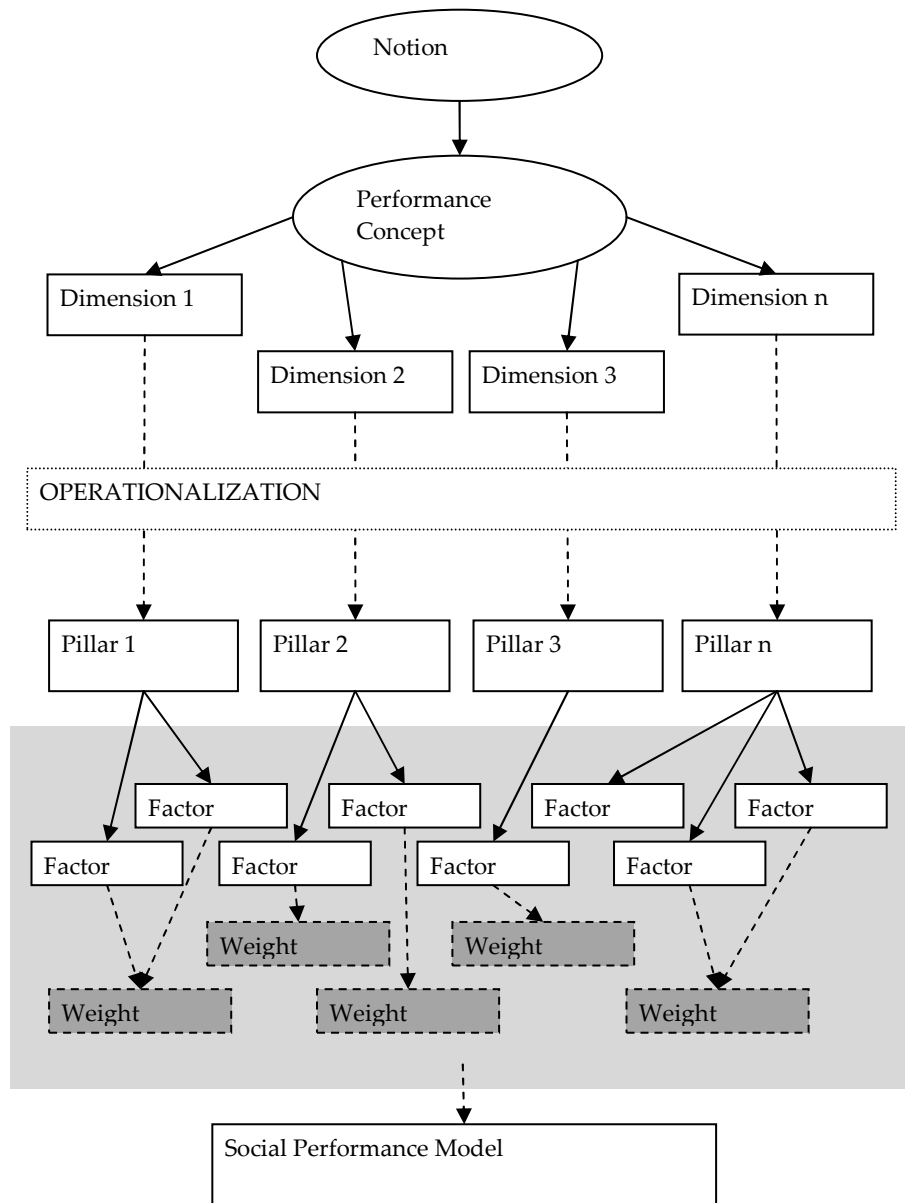 Notion
Performance
Concept
Dimension 1
Dimension n
Dimension 2
Dimension 3
OPERATIONALIZATION
Pillar 1
Pillar 2
Pillar 3
Pillar n
Factor
Factor
Factor
Factor
Factor
Factor
Factor
Factor
Weight
Weight
Weight
Weight
Weight
Social Performance Model